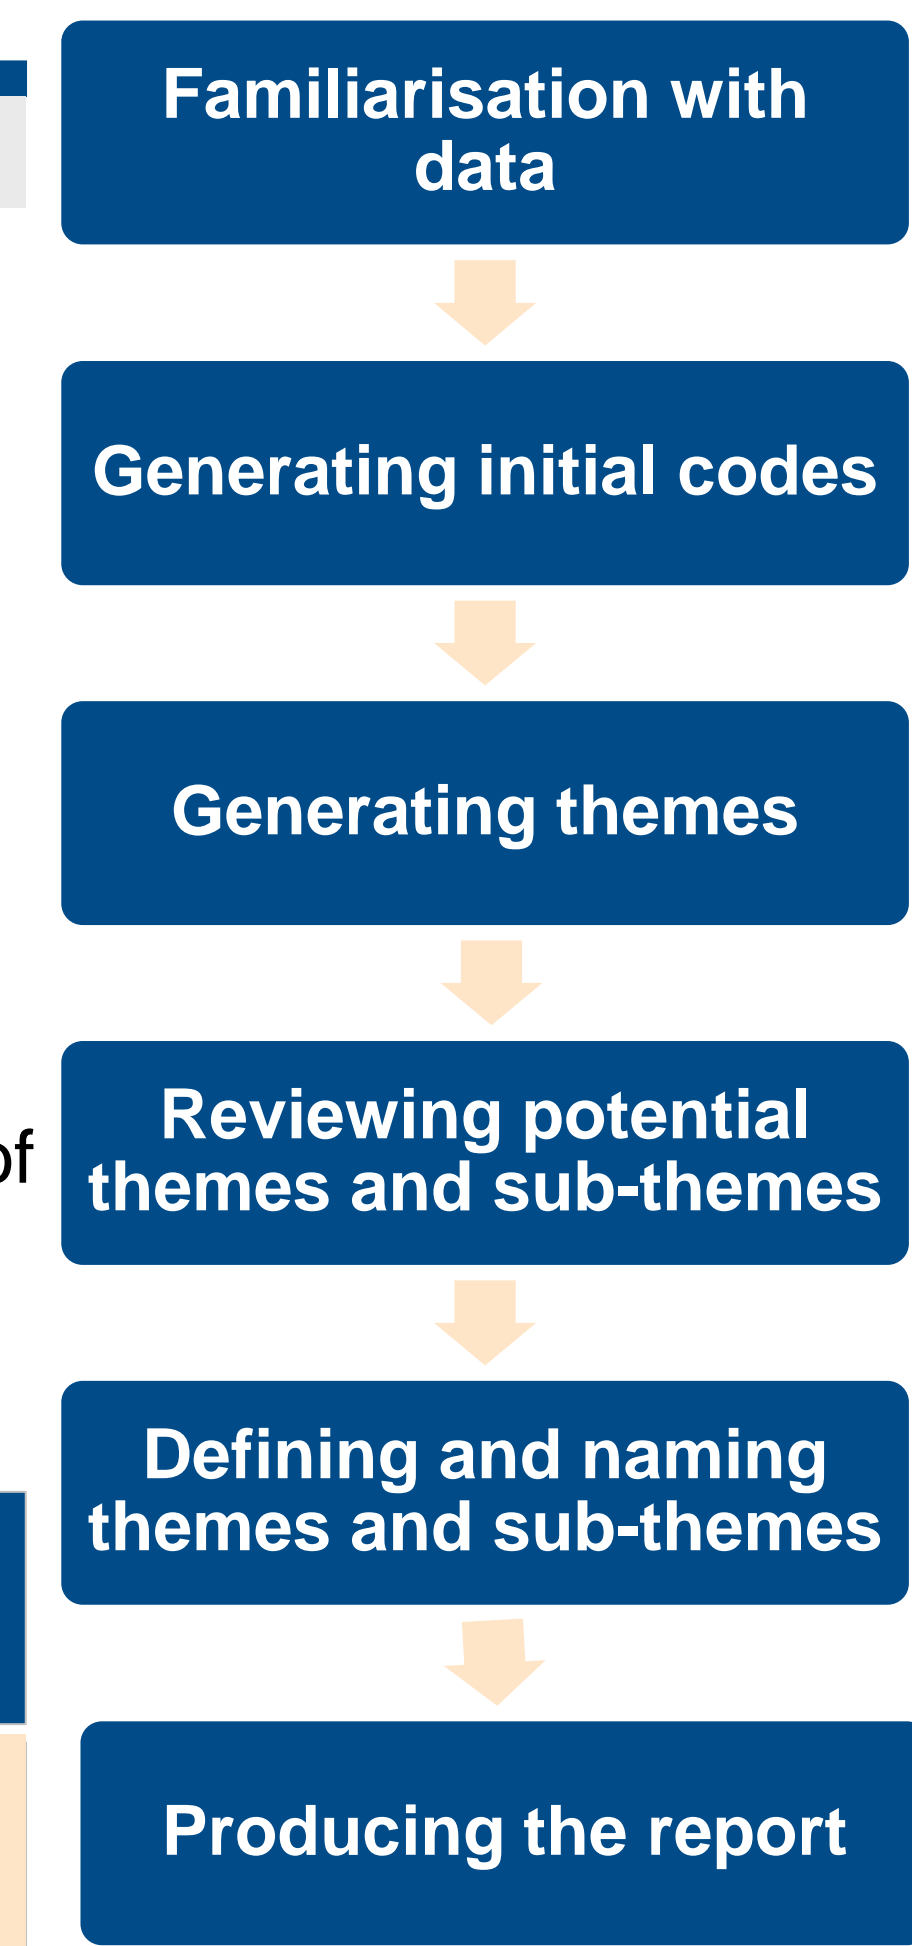 Familiarisation with
data
Generating initial codes
Generating themes
Reviewing potential
themes and sub-themes
of
Defining and naming
themes and sub-themes
Producing the report